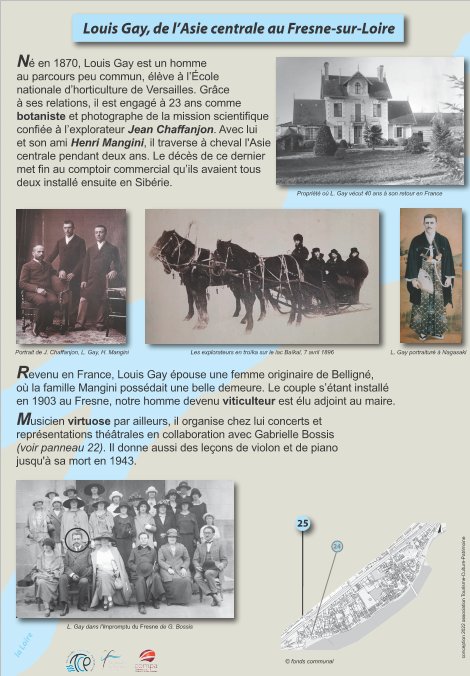 Louis Gay, de l'Asie centrale au Fresne-sur-Loire
Né en 1870, Louis Gay est un homme
au parcours peu commun, élève à l'École
nationale d'horticulture de Versailles. Grâce
à ses relations, il est engagé à 23 ans comme
botaniste et photographe de la mission scientifique
confiée à l'explorateur Jean Chaffanjon. Avec lui
et son ami Henri Mangini, il traverse à cheval l'Asie
centrale pendant deux ans. Le décès de ce dernier
met fin au comptoir commercial qu'ils avaient tous
deux installé ensuite en Sibérie.
Propriété où L. Gay vécut 40 ans à son retour en France
Portrait de J. Chaffanjon, L. Gay, H. Mangini
Les explorateurs en troïka sur le lac Baïkal, 7 avril 1896
L. Gay portraituré à Nagasaki
Revenu en France, Louis Gay épouse une femme originaire de Belligné,
où la famille Mangini possédait une belle demeure. Le couple s'étant installé
en 1903 au Fresne, notre homme devenu viticulteur est élu adjoint au maire.
Musicien virtuose par ailleurs, il organise chez lui concerts et
représentations théâtrales en collaboration avec Gabrielle Bossis
(voir panneau 22). Il donne aussi des leçons de violon et de piano
jusqu'à sa mort en 1943.
L. Gay dans l'Impromptu du Fresne de G. Bossis
25
24
la Loire
compa
© fonds communal
conception 2022 association Tourisme-Culture-Patrimoine